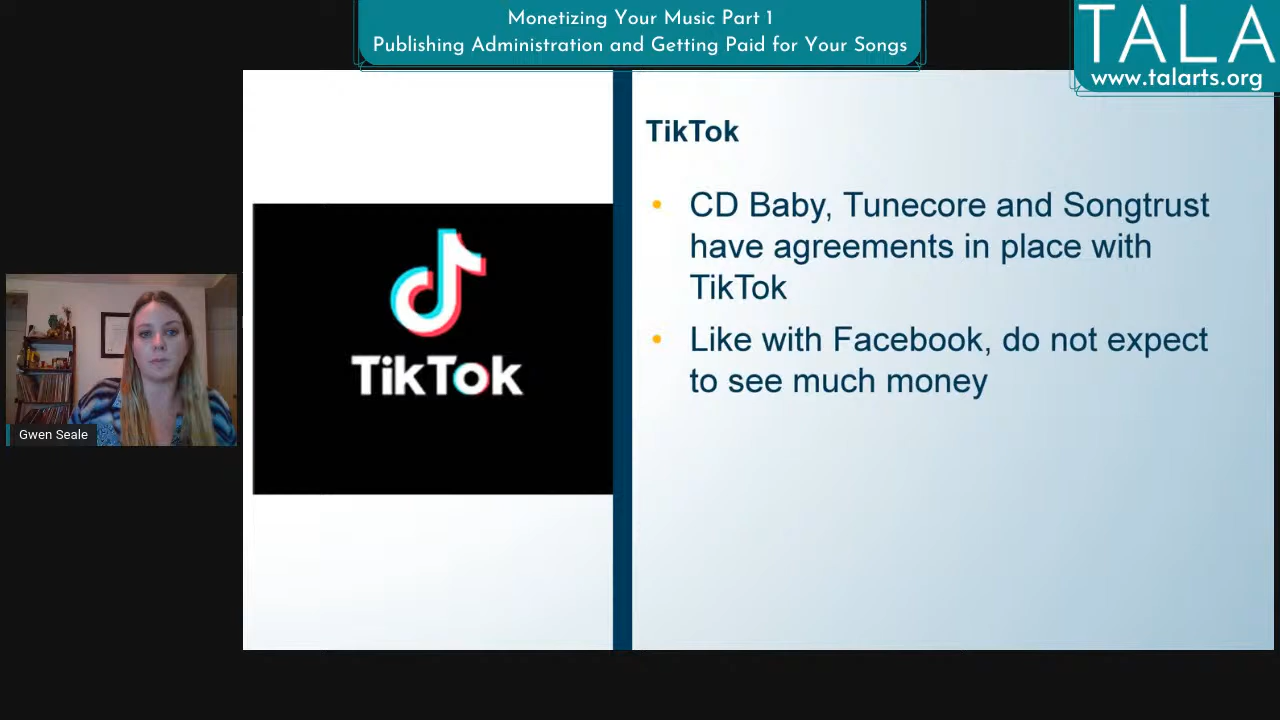 Monetizing Your Music Part 1
Publishing Administration and Getting Paid for Your Songs
TALA
www.talarts.org
TikTok
• CD Baby, Tunecore and Songtrust
have agreements in place with
TikTok
• Like with Facebook, do not expect
to see much money
TikTok
Gwen Seale